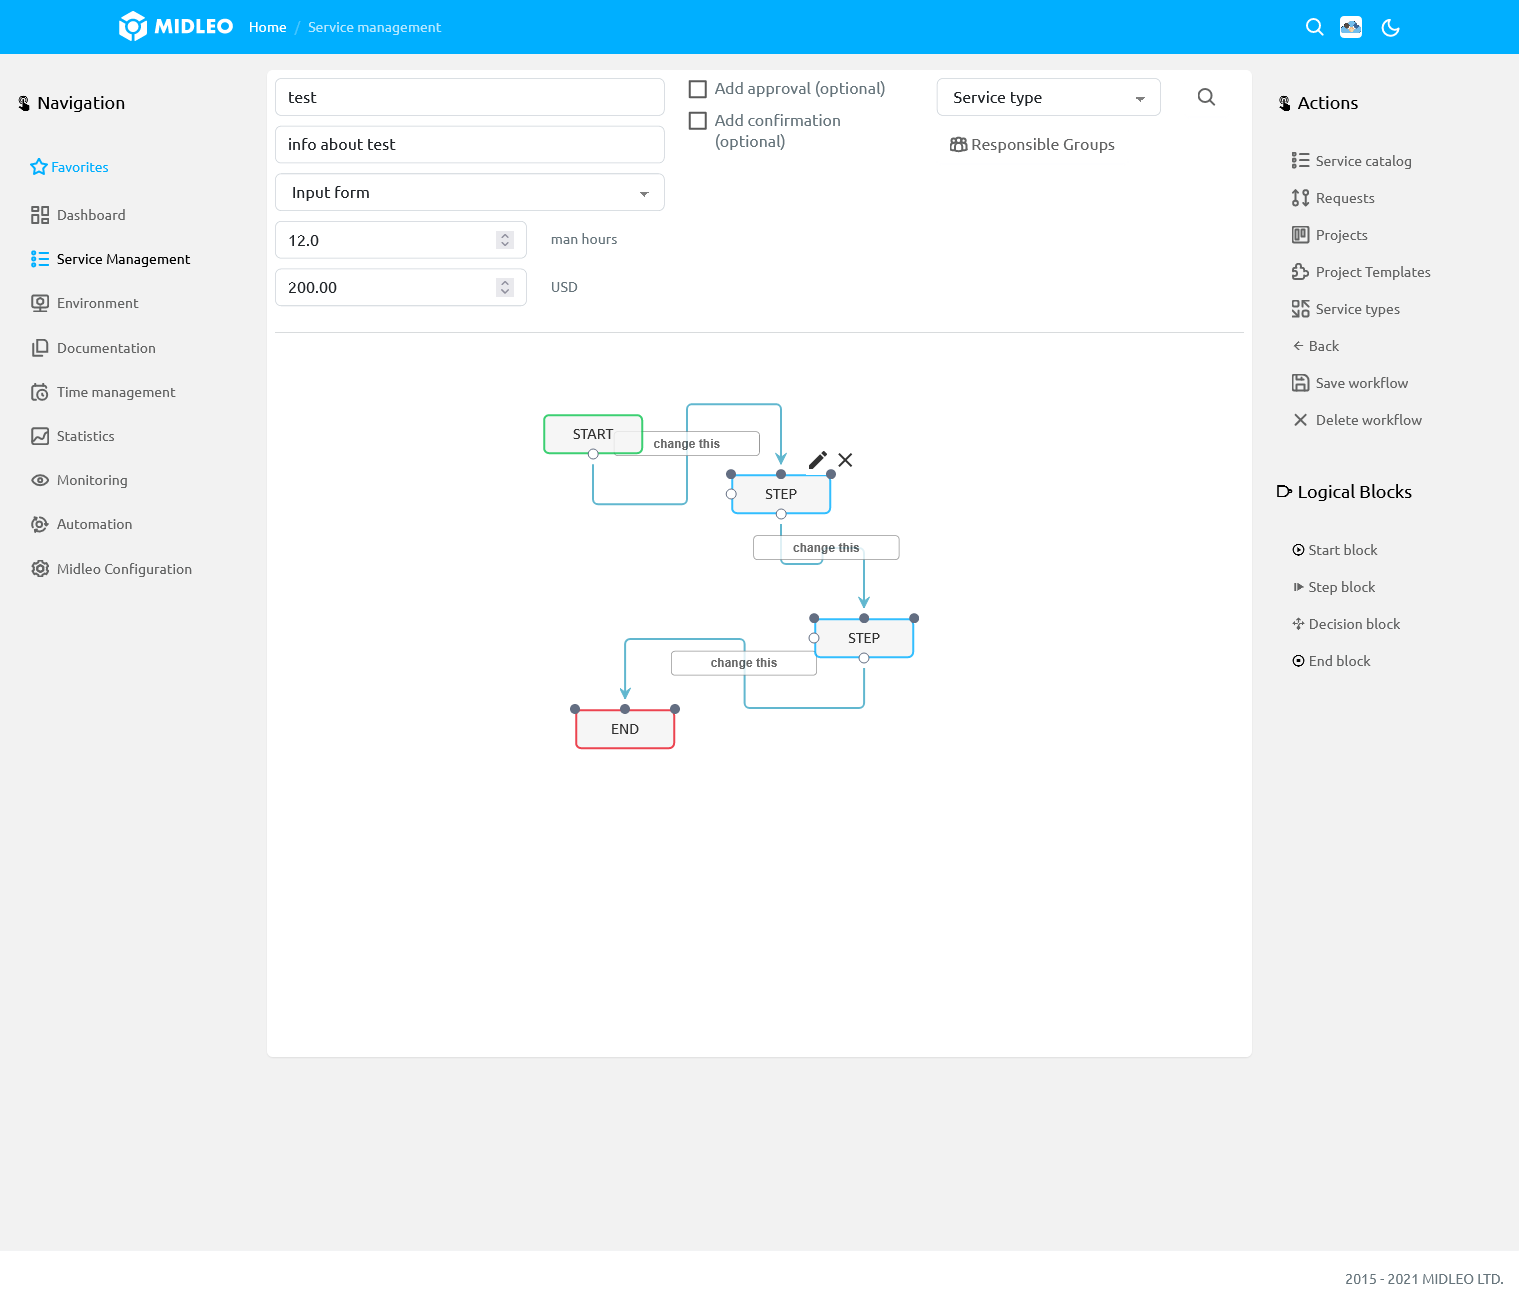 MIDLEO
Home / Service management
Navigation
Favorites
Dashboard
Service Management
Environment
Documentation
Time management
Statistics
Monitoring
Automation
Midleo Configuration
test
info about test
Input form
12.0 man hours
200.00 USD
Add approval (optional)
Add confirmation
(optional)
Service type
Responsible Groups
START
change this
STEP
change this
STEP
change this
END
Actions
Service catalog
Requests
Projects
Project Templates
Service types
Back
Save workflow
Delete workflow
Logical Blocks
Start block
Step block
Decision block
End block
2015 - 2021 MIDLEO LTD.